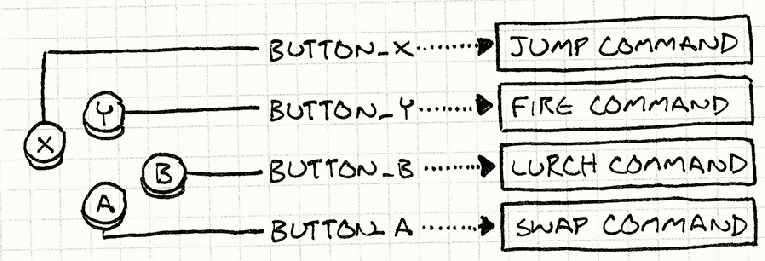 BUTTON_X JUMP COMMAND
Y BUTTON_Y FIRE COMMAND
X
B BUTTON_B LURCH COMMAND
A BUTTON_A SWAP COMMAND